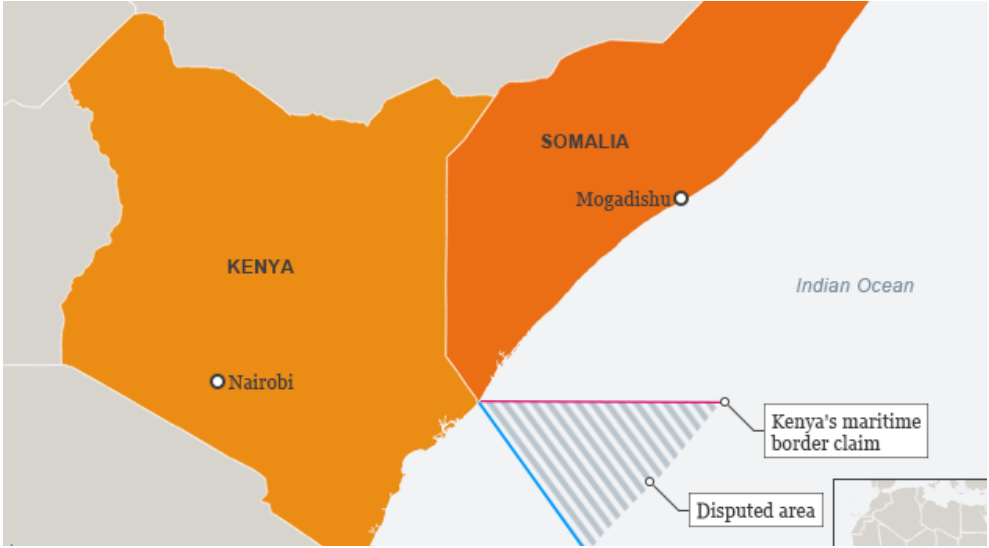 SOMALIA
Mogadishu
KENYA
Indian Ocean
Nairobi
Kenya's maritime
border claim
Disputed area